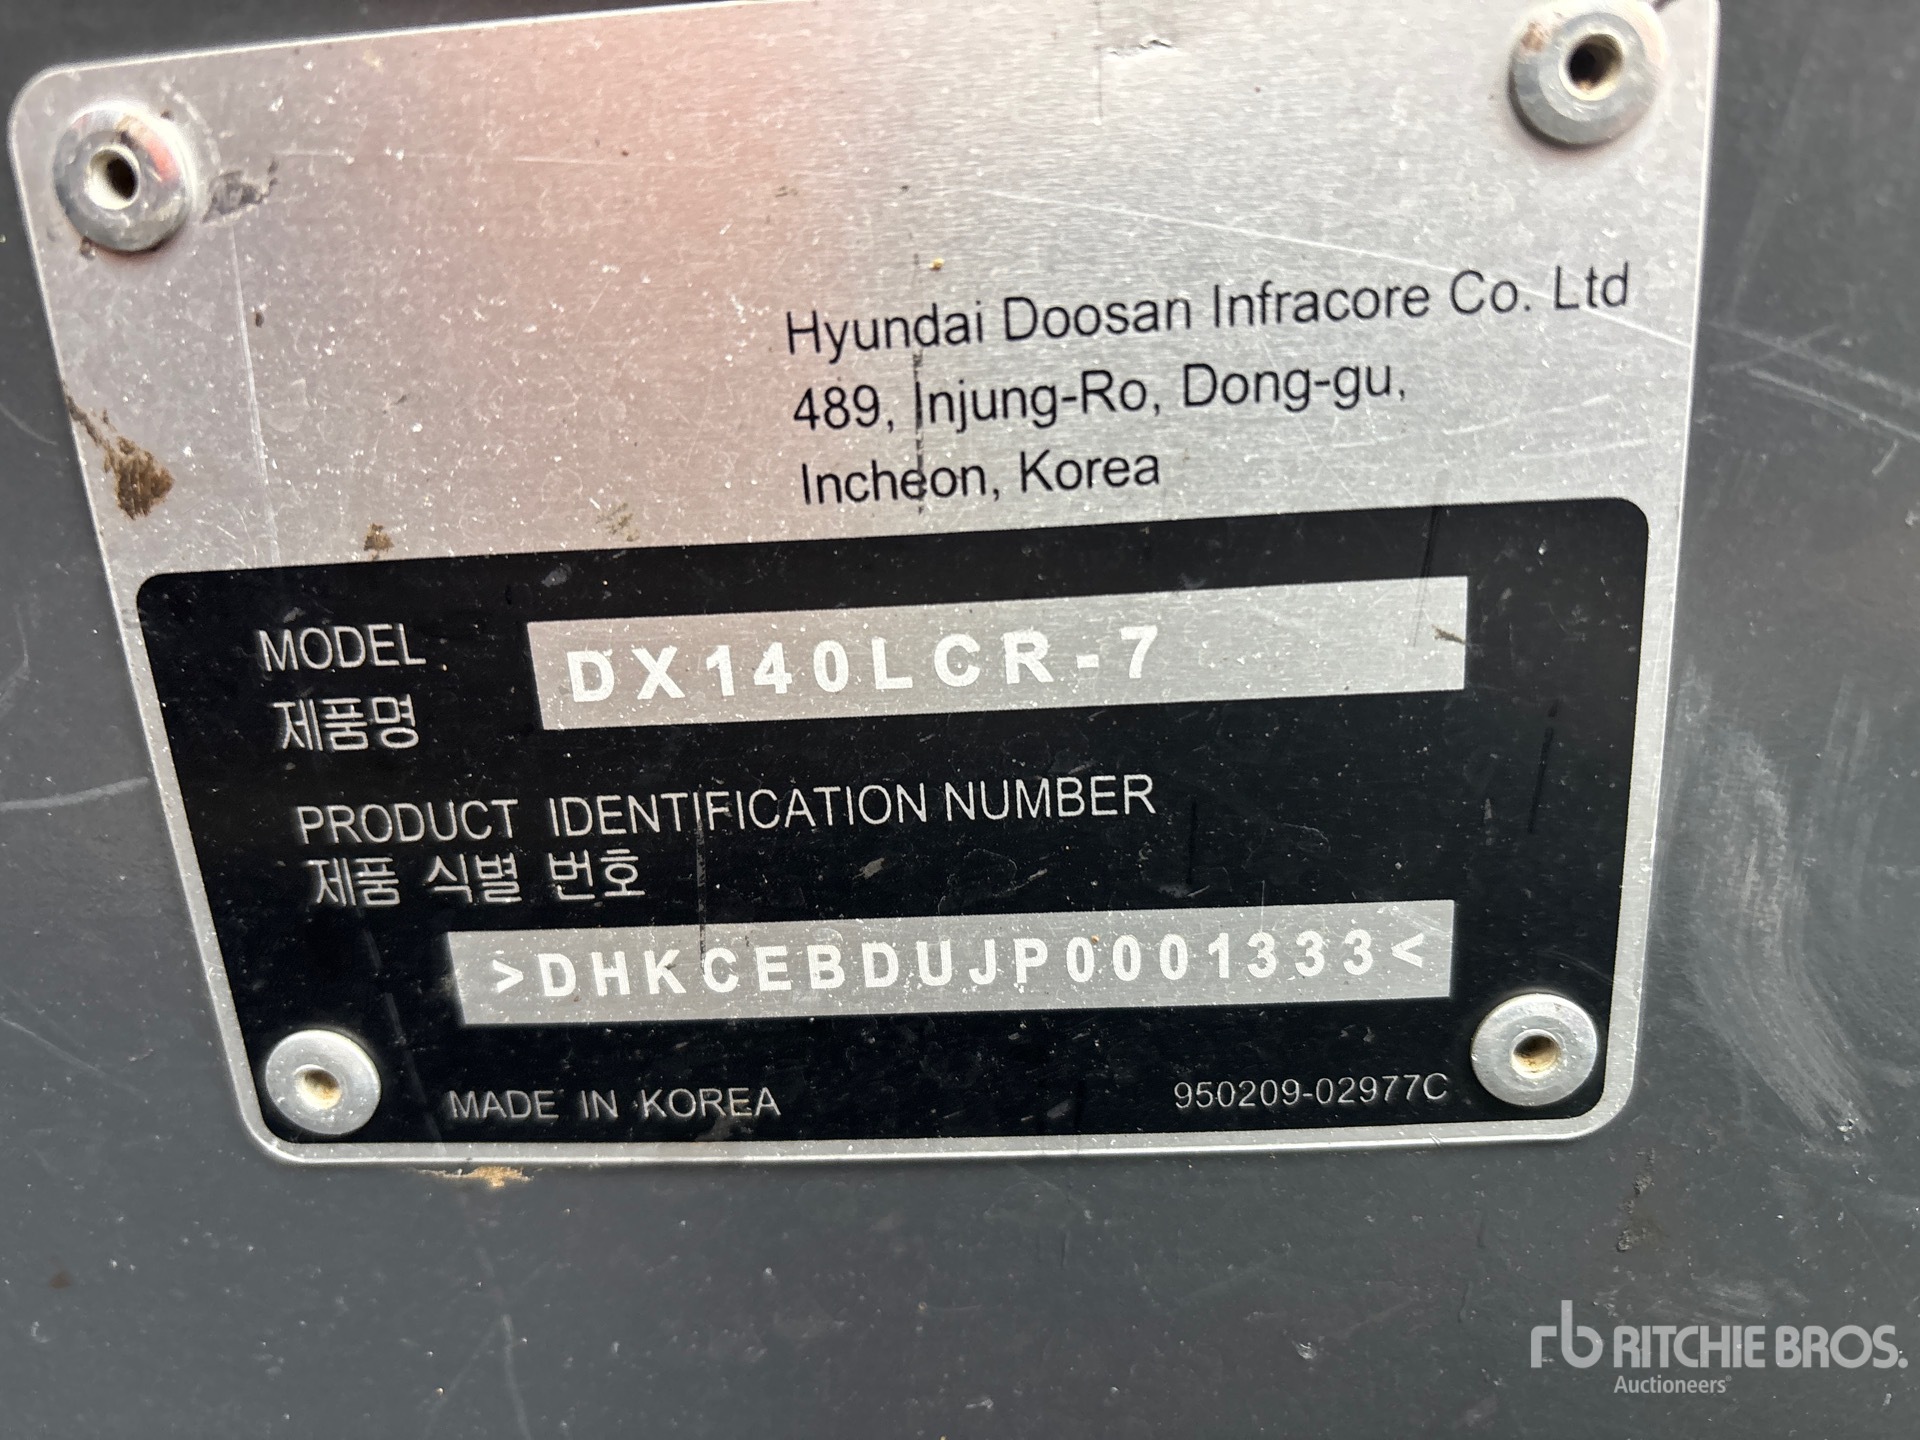 Hyundai Doosan Infracore Co. Ltd
489, Injung-Ro, Dong-gu,
Incheon, Korea
MODEL DX140LCR-7
제품명
PRODUCT IDENTIFICATION NUMBER
제품 식별 번호
>DHKCEBDUJP0001333<
MADE IN KOREA 950209-02977C
rb RITCHIE BROS.
Auctioneers